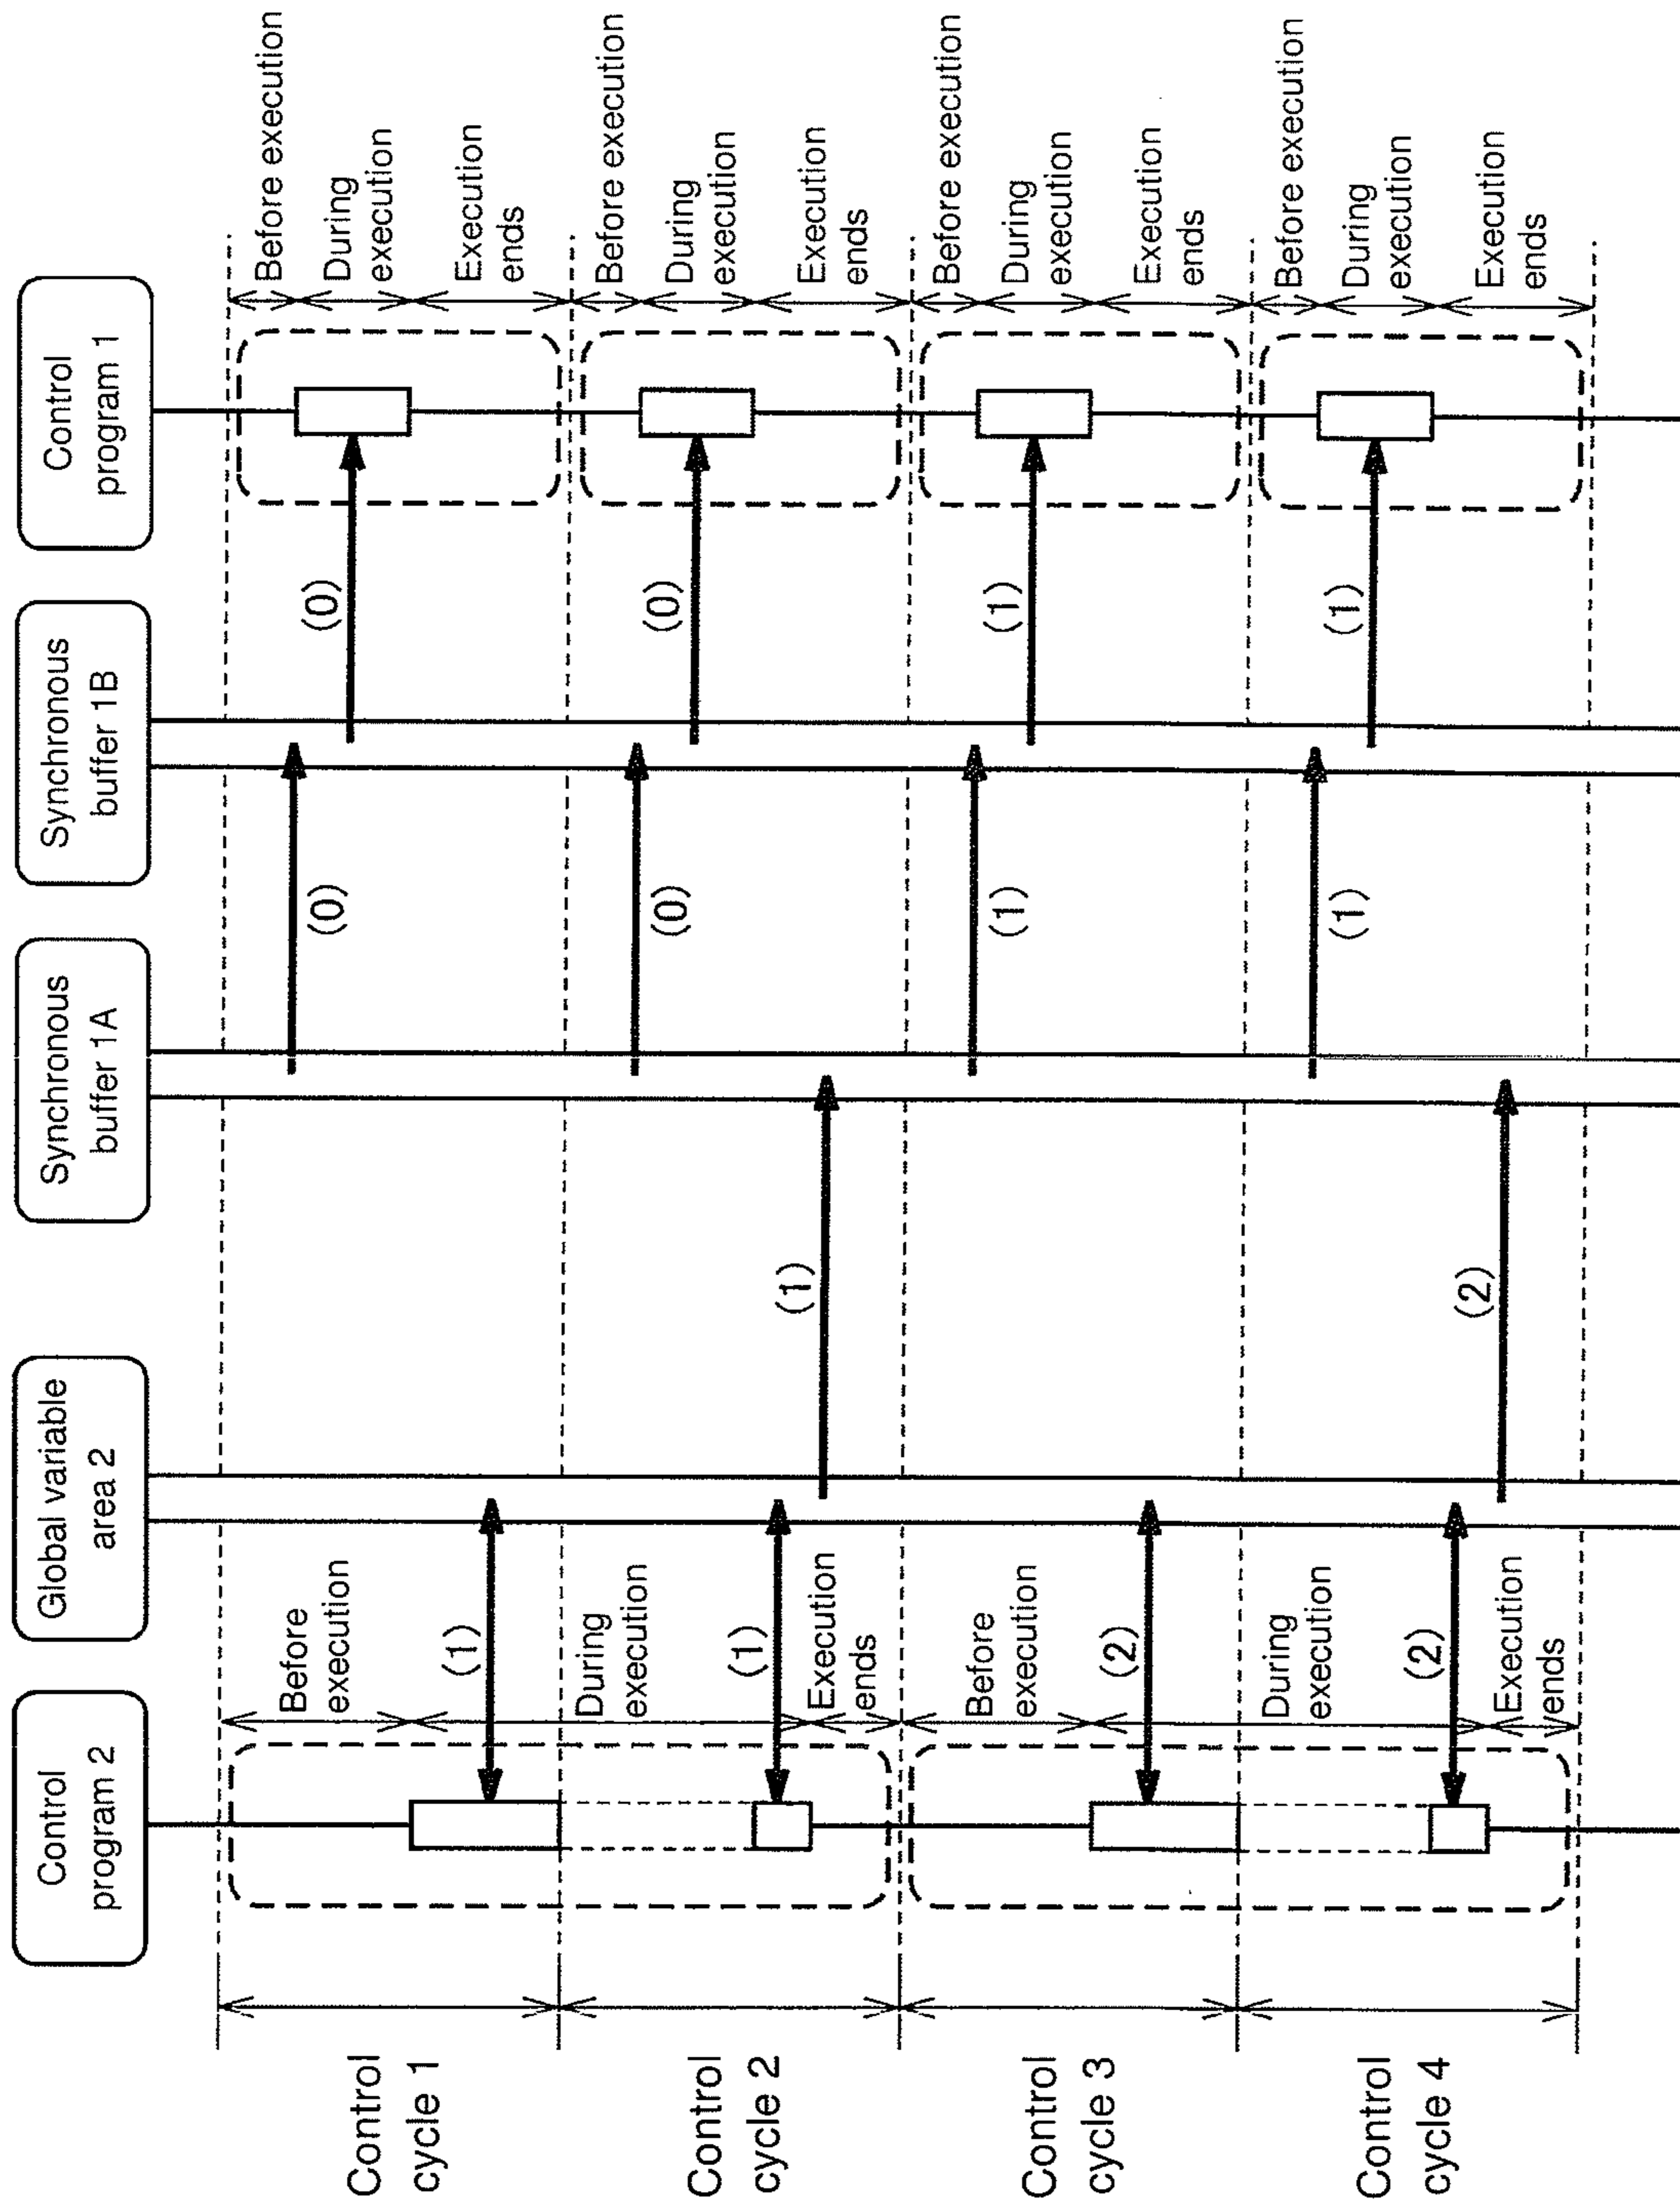 Control
program 2
Global variable
area 2
Synchronous
buffer 1A
Synchronous
buffer 1B
Control
program 1
Control
cycle 1
Before
execution
(1)
(0)
(0)
Before execution
During
execution
Execution
ends
Control
cycle 2
During
execution
(1)
Execution
ends
(1)
(0)
(0)
Before execution
During
execution
Execution
ends
Control
cycle 3
Before
execution
(2)
(1)
(1)
Before execution
During
execution
Execution
ends
Control
cycle 4
During
execution
(2)
Execution
ends
(2)
(1)
(1)
Before execution
During
execution
Execution
ends